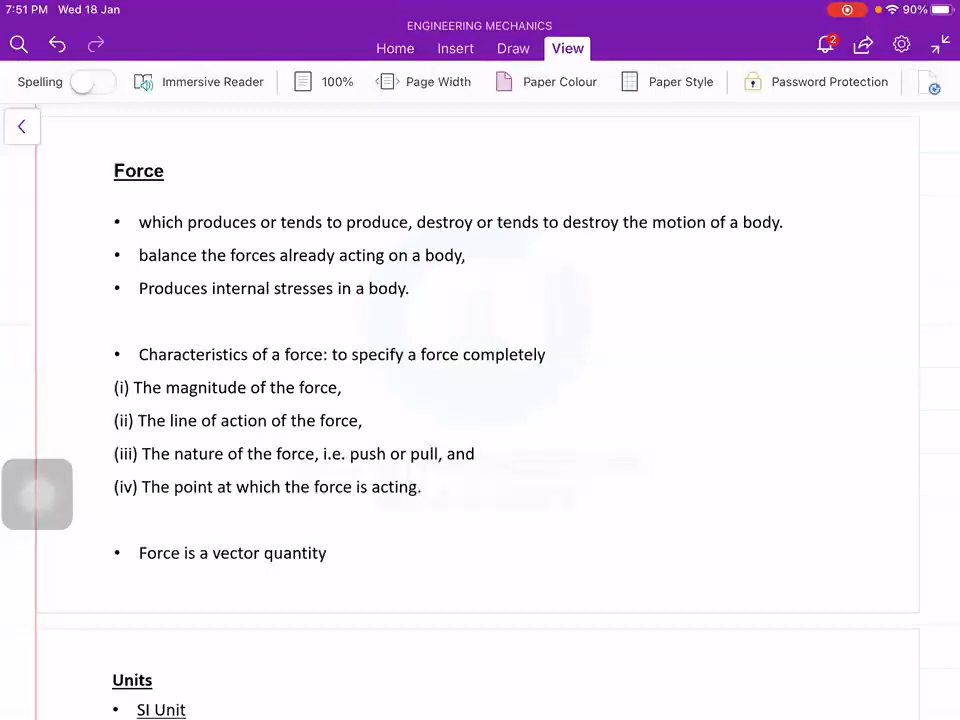 7:51 PM Wed 18 Jan
90%
ENGINEERING MECHANICS
Home Insert Draw View
2
Spelling Immersive Reader 100% Page Width Paper Colour Paper Style Password Protection
Force
• which produces or tends to produce, destroy or tends to destroy the motion of a body.
• balance the forces already acting on a body,
• Produces internal stresses in a body.
• Characteristics of a force: to specify a force completely
(i) The magnitude of the force,
(ii) The line of action of the force,
(iii) The nature of the force, i.e. push or pull, and
(iv) The point at which the force is acting.
• Force is a vector quantity
Units
• SI Unit